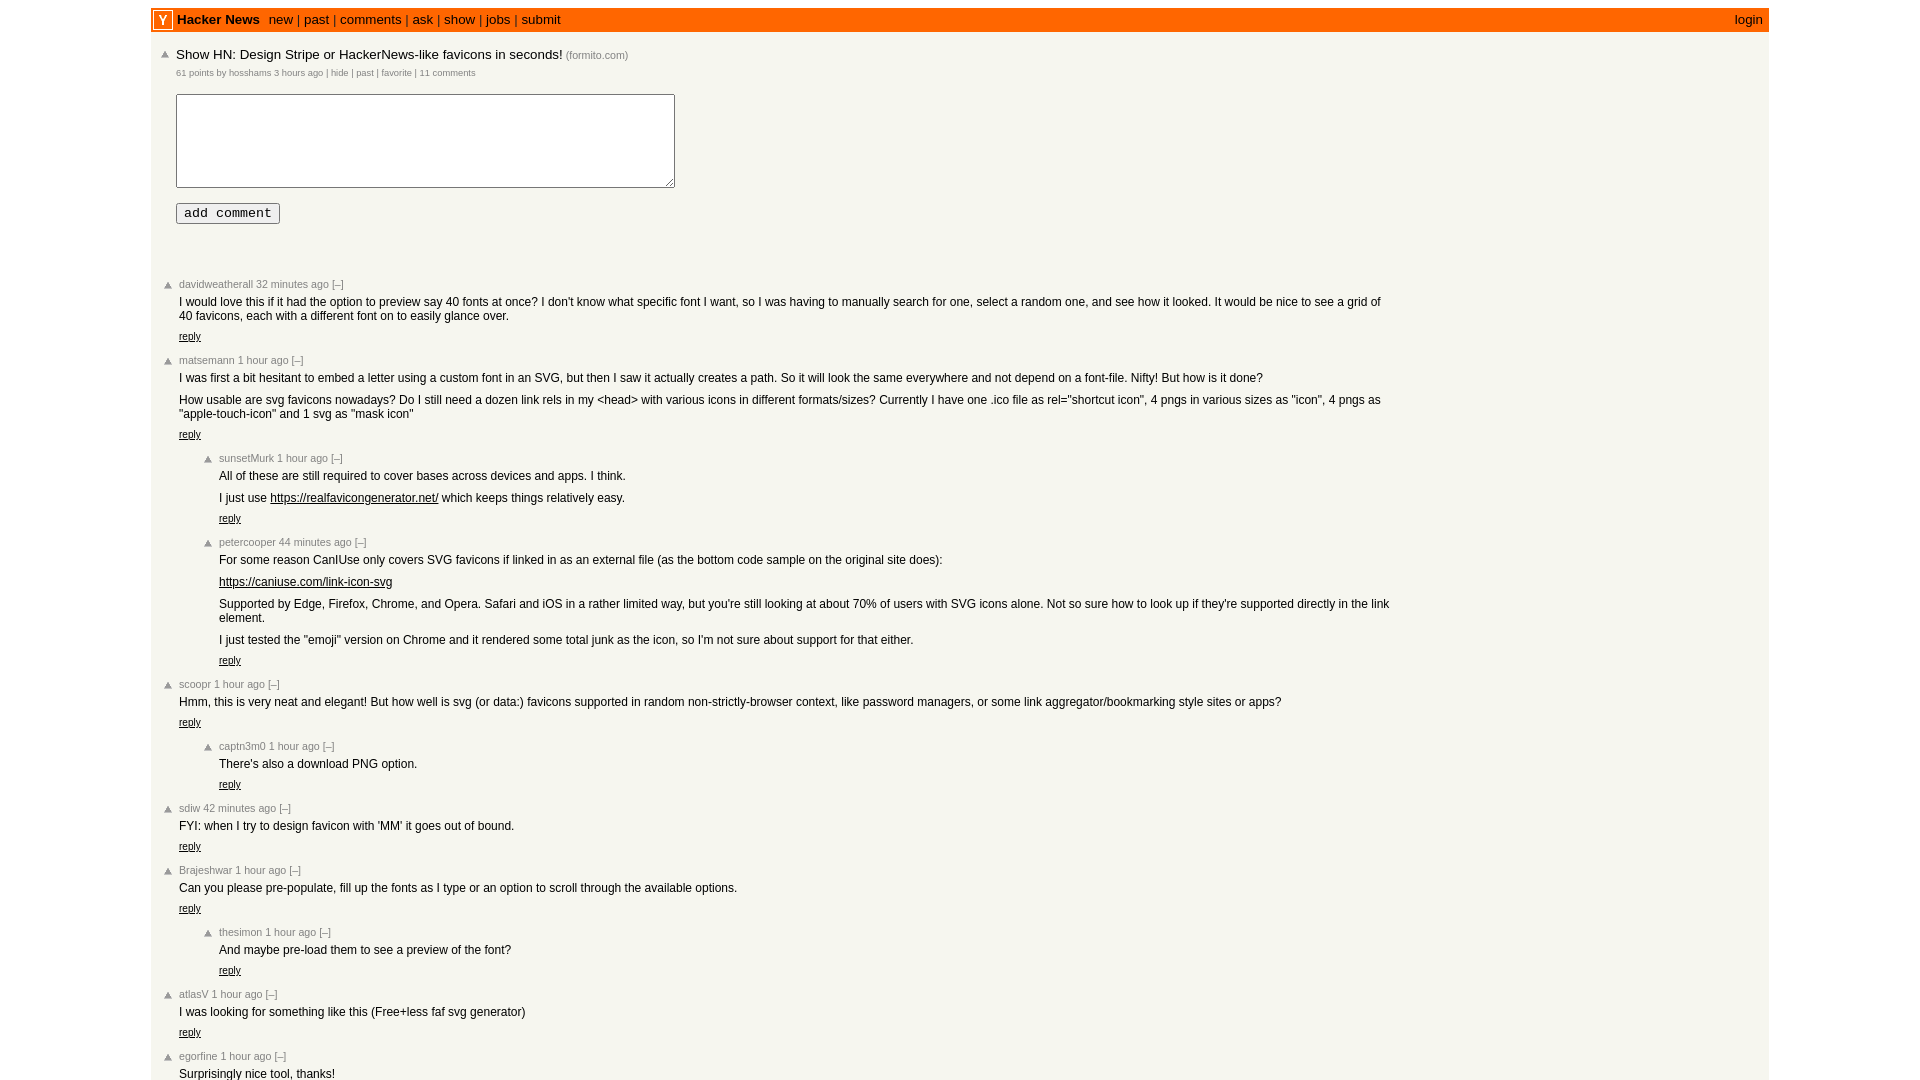 Y Hacker News new | past | comments | ask | show | jobs | submit login
Show HN: Design Stripe or HackerNews-like favicons in seconds! (formito.com)
61 points by hosshams 3 hours ago | hide | past | favorite | 11 comments
add comment
davidweatherall 32 minutes ago [–]
I would love this if it had the option to preview say 40 fonts at once? I don't know what specific font I want, so I was having to manually search for one, select a random one, and see how it looked. It would be nice to see a grid of
40 favicons, each with a different font on to easily glance over.
reply
matsemann 1 hour ago [–]
I was first a bit hesitant to embed a letter using a custom font in an SVG, but then I saw it actually creates a path. So it will look the same everywhere and not depend on a font-file. Nifty! But how is it done?
How usable are svg favicons nowadays? Do I still need a dozen link rels in my <head> with various icons in different formats/sizes? Currently I have one .ico file as rel="shortcut icon", 4 pngs in various sizes as "icon", 4 pngs as
"apple-touch-icon" and 1 svg as "mask icon"
reply
sunsetMurk 1 hour ago [–]
All of these are still required to cover bases across devices and apps. I think.
I just use https://realfavicongenerator.net/ which keeps things relatively easy.
reply
petercooper 44 minutes ago [–]
For some reason CanIUse only covers SVG favicons if linked in as an external file (as the bottom code sample on the original site does):
https://caniuse.com/link-icon-svg
Supported by Edge, Firefox, Chrome, and Opera. Safari and iOS in a rather limited way, but you're still looking at about 70% of users with SVG icons alone. Not so sure how to look up if they're supported directly in the link
element.
I just tested the "emoji" version on Chrome and it rendered some total junk as the icon, so I'm not sure about support for that either.
reply
scoopr 1 hour ago [–]
Hmm, this is very neat and elegant! But how well is svg (or data:) favicons supported in random non-strictly-browser context, like password managers, or some link aggregator/bookmarking style sites or apps?
reply
captn3m0 1 hour ago [–]
There's also a download PNG option.
reply
sdiw 42 minutes ago [–]
FYI: when I try to design favicon with 'MM' it goes out of bound.
reply
Brajeshwar 1 hour ago [–]
Can you please pre-populate, fill up the fonts as I type or an option to scroll through the available options.
reply
thesimon 1 hour ago [–]
And maybe pre-load them to see a preview of the font?
reply
atlasV 1 hour ago [–]
I was looking for something like this (Free+less faf svg generator)
reply
egorfine 1 hour ago [–]
Surprisingly nice tool, thanks!